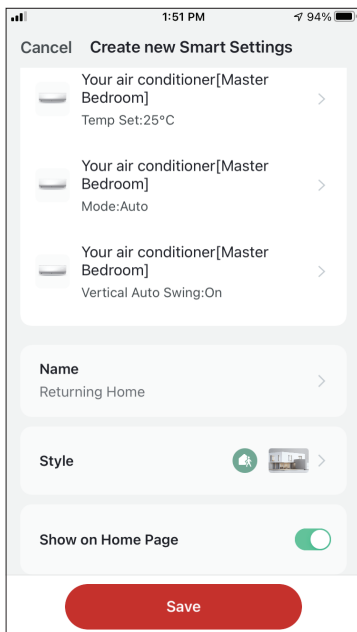 1:51 PM
94%
Cancel Create new Smart Settings
Your air conditioner[Master
Bedroom]
Temp Set:25°C
Your air conditioner[Master
Bedroom]
Mode:Auto
Your air conditioner[Master
Bedroom]
Vertical Auto Swing:On
Name
Returning Home
Style
Show on Home Page
Save